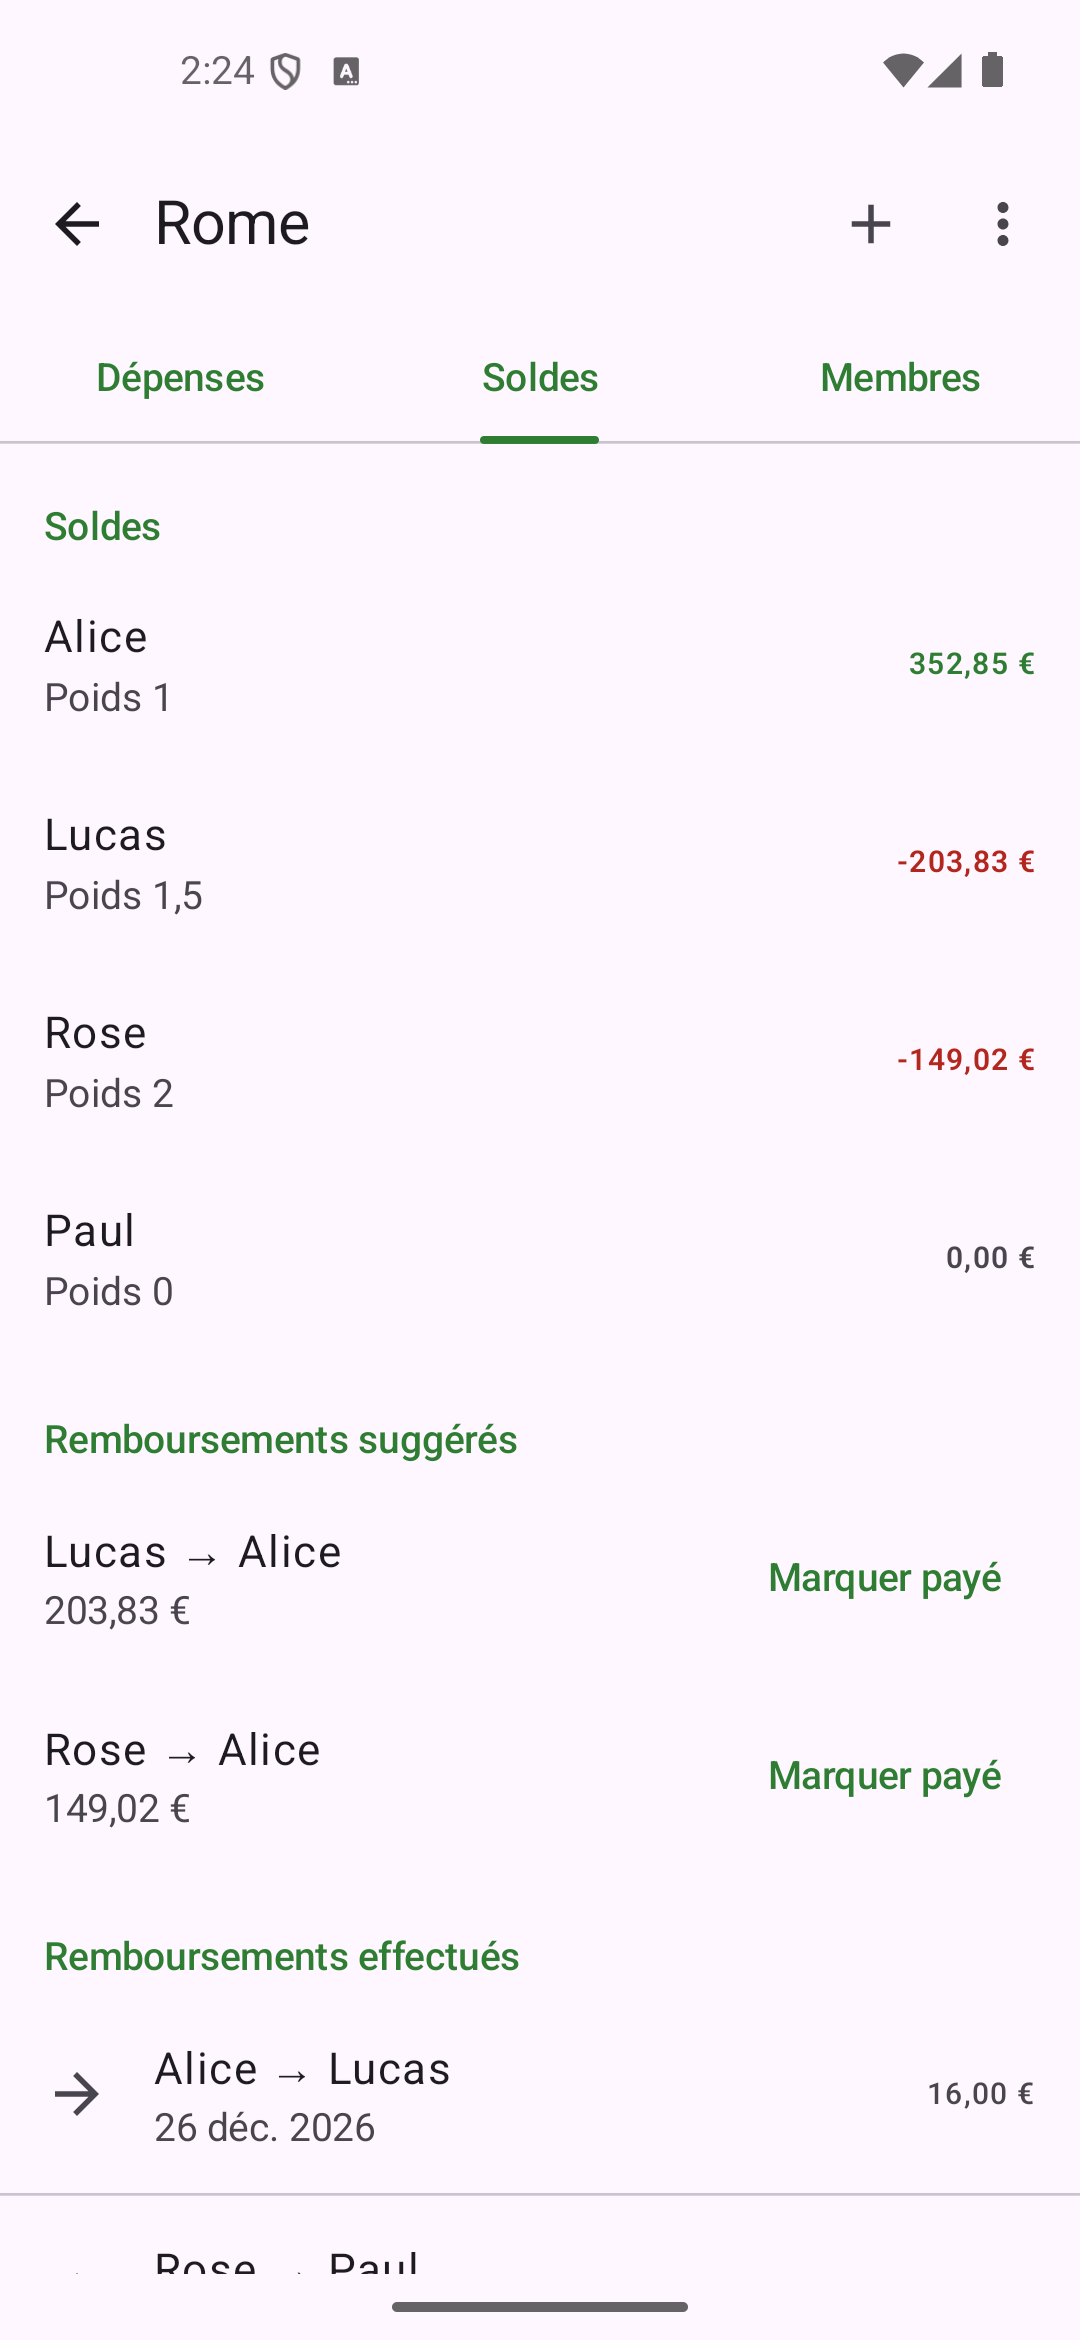 2:24
Rome
Dépenses
Soldes
Membres
Soldes
Alice
Poids 1
352,85 €
Lucas
Poids 1,5
-203,83 €
Rose
Poids 2
-149,02 €
Paul
Poids 0
0,00 €
Remboursements suggérés
Lucas → Alice
203,83 €
Marquer payé
Rose → Alice
149,02 €
Marquer payé
Remboursements effectués
Alice → Lucas
26 déc. 2026
16,00 €
Rose → Paul